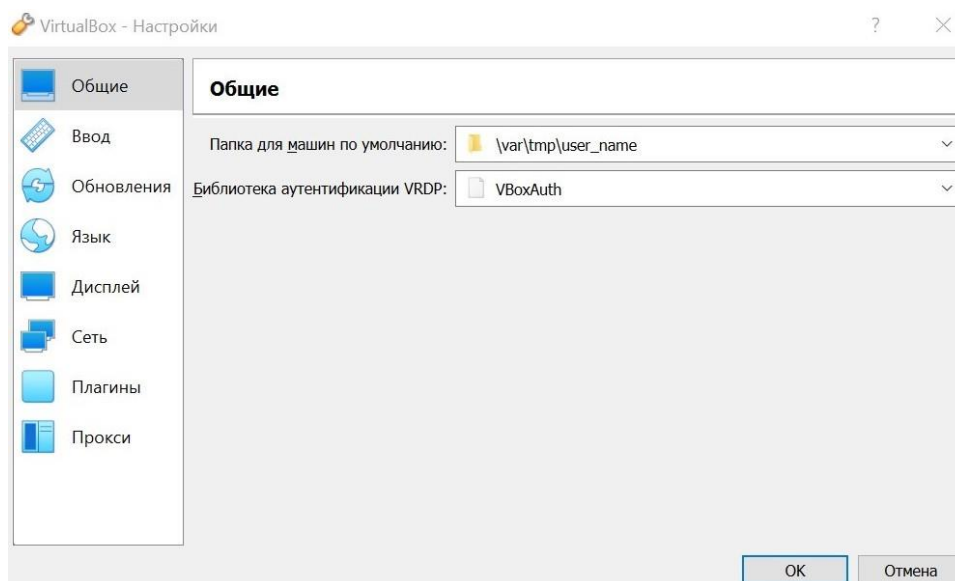 VirtualBox - Настройки
?
Общие
Ввод
Обновления
Язык
Дисплей
Сеть
Плагины
Прокси
Общие
Папка для машин по умолчанию: \var\tmp\user_name
Библиотека аутентификации VRDP: VBoxAuth
OK Отмена